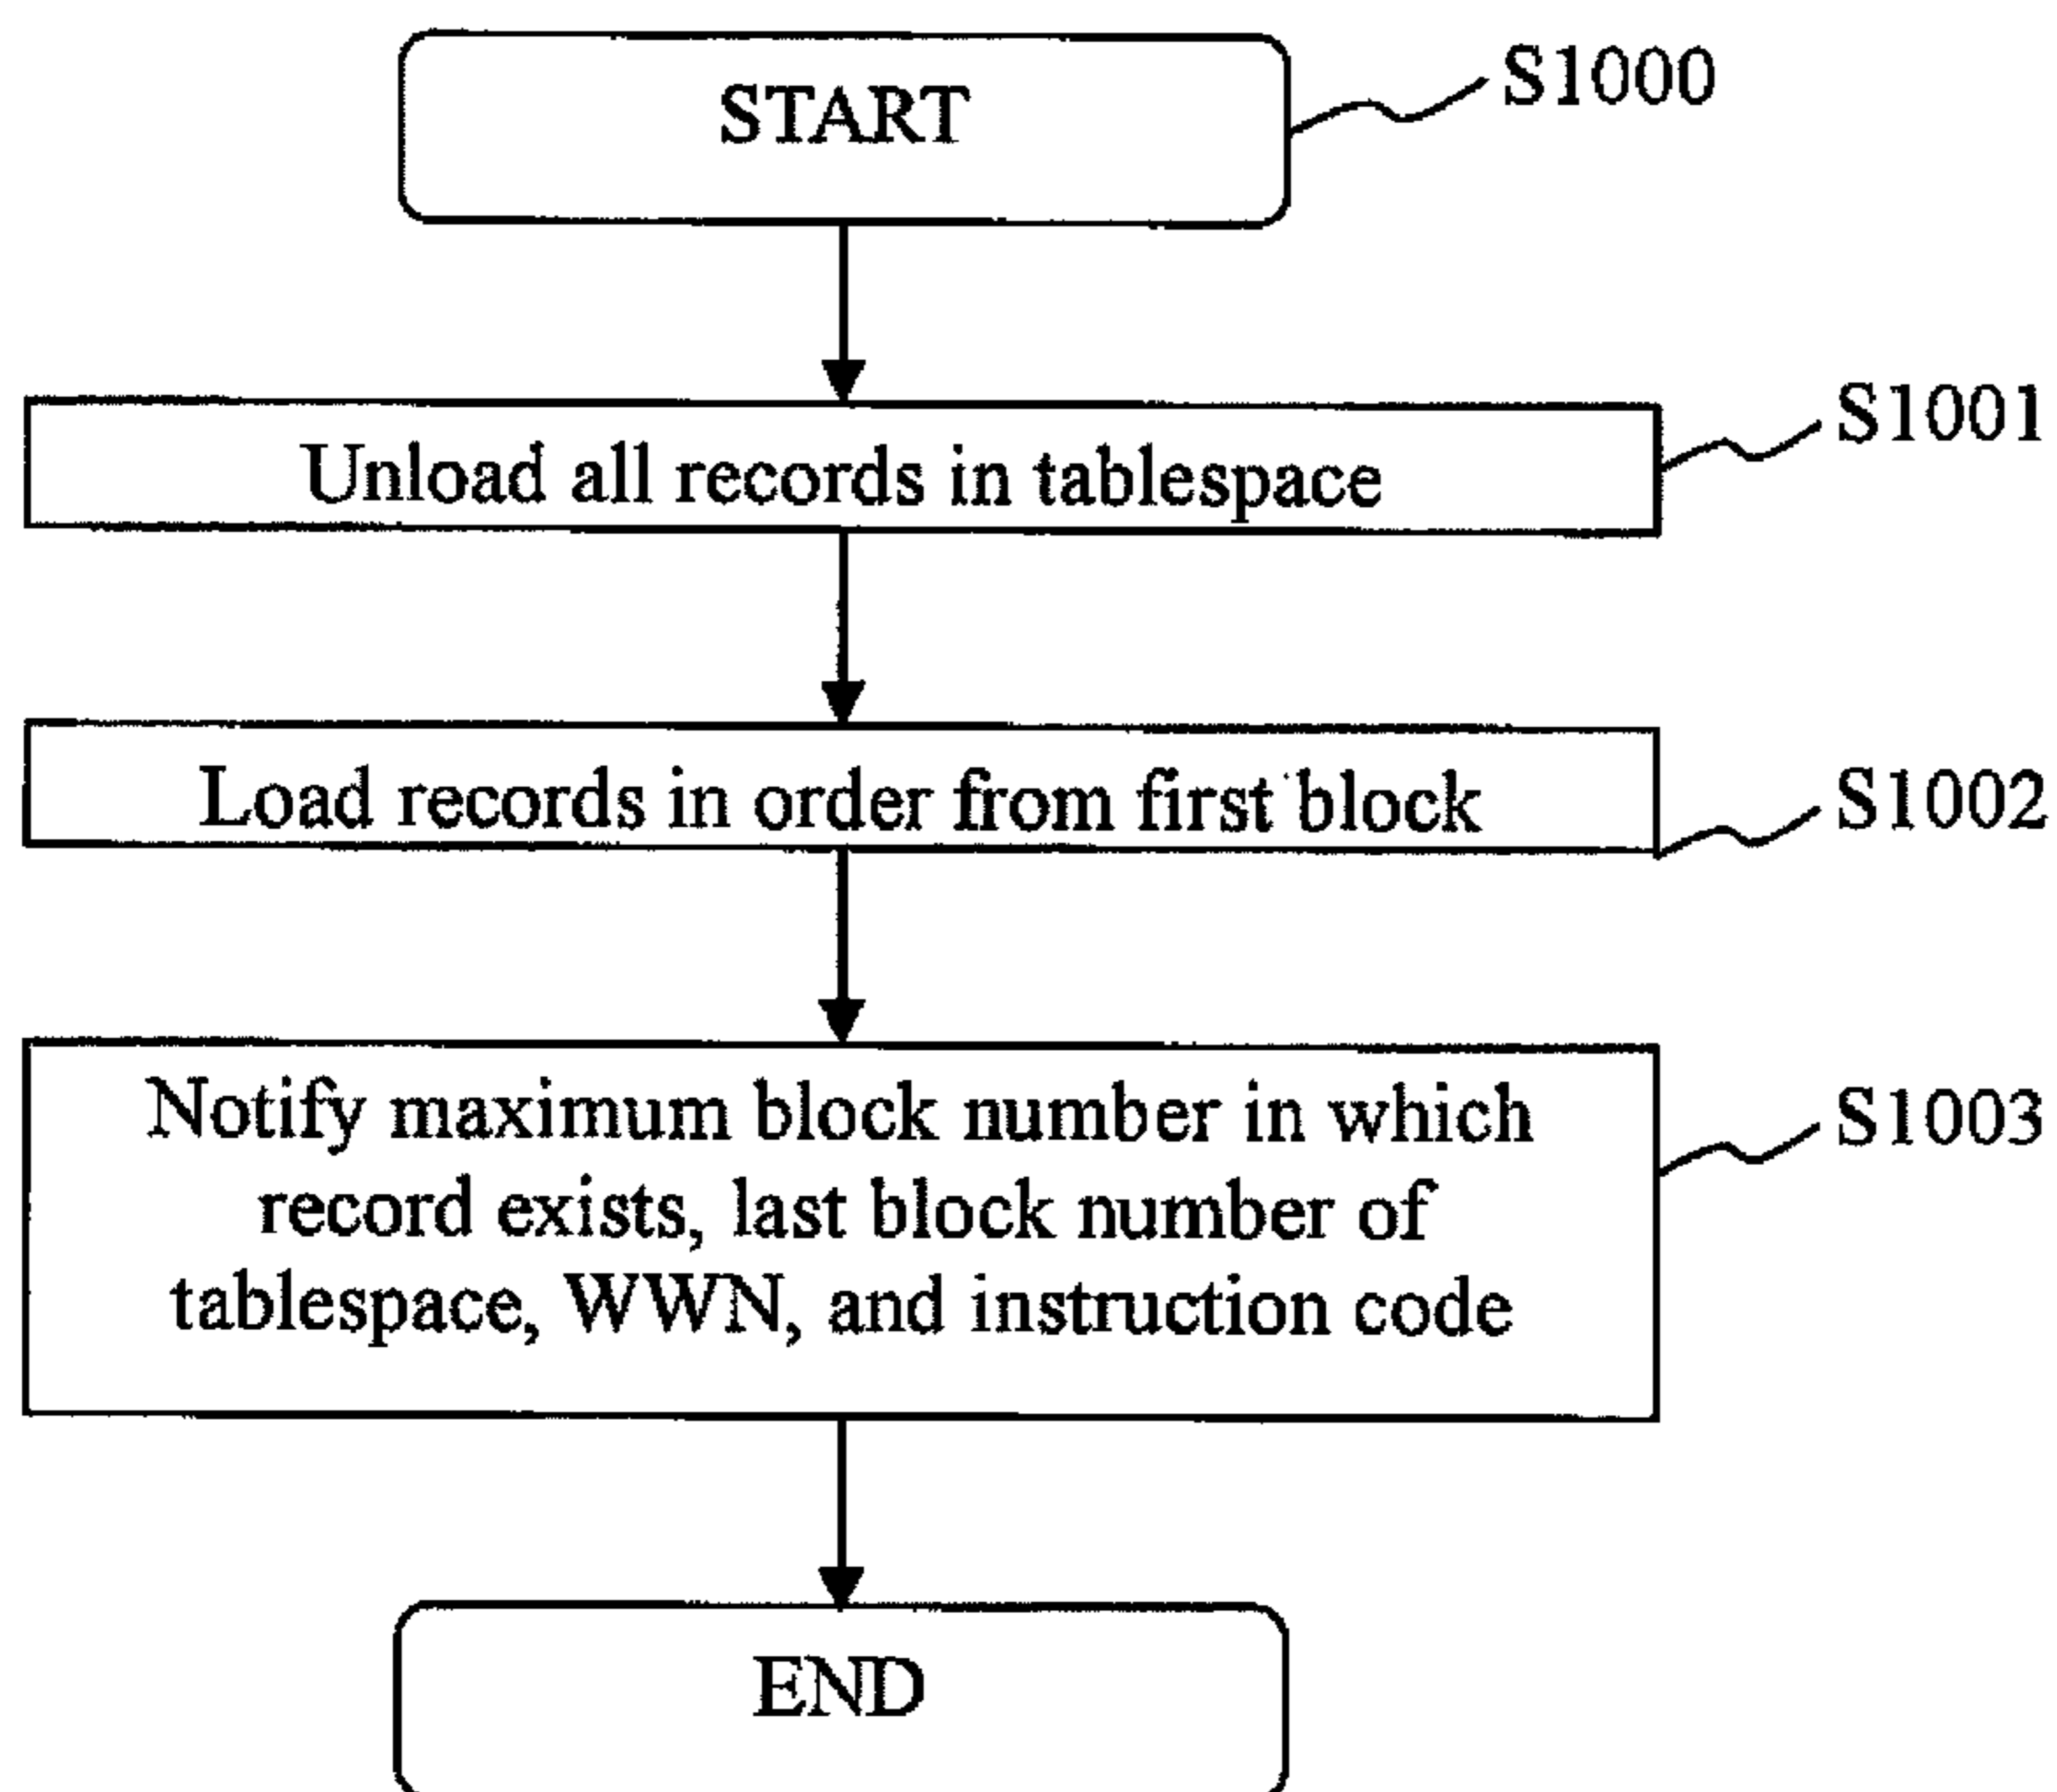 START
S1000
Unload all records in tablespace
S1001
Load records in order from first block
S1002
Notify maximum block number in which
record exists, last block number of
tablespace, WWN, and instruction code
S1003
END